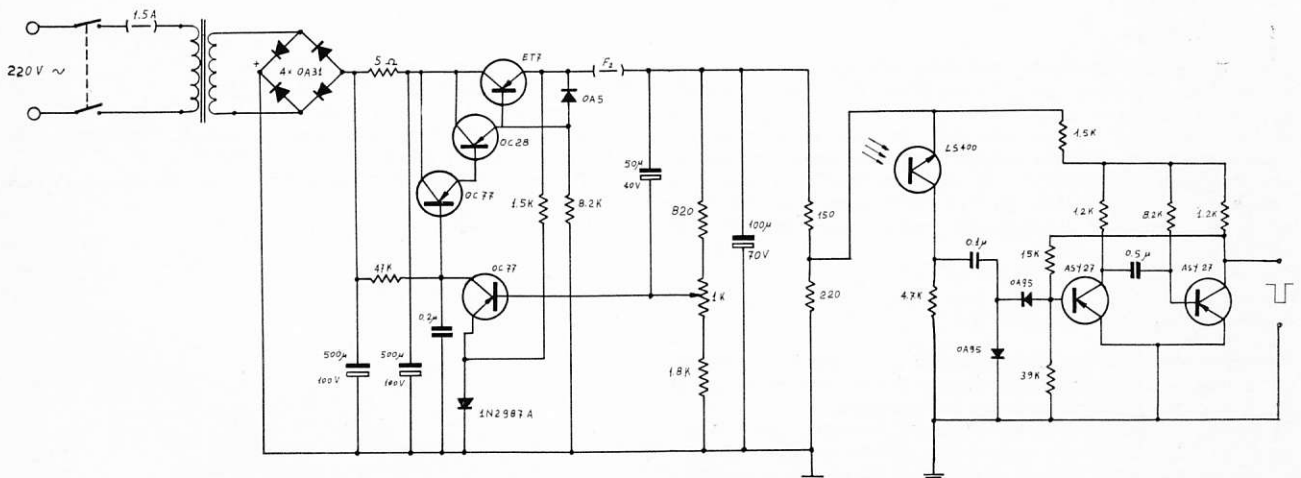 1.5A
220V ~
+
4× OA31
5 Ω
ET7
F2
OA5
OC28
OC77
1.5K
8.2K
50μ
40V
820
100μ
70V
150
47K
OC77
1K
220
0.2μ
500μ
100V
500μ
100V
1.8K
1N2987A
LS400
1.5K
1.2K
82K
1.2K
0.1μ
15K
0.5μ
ASY27
ASY27
OA95
4.7K
OA95
39K